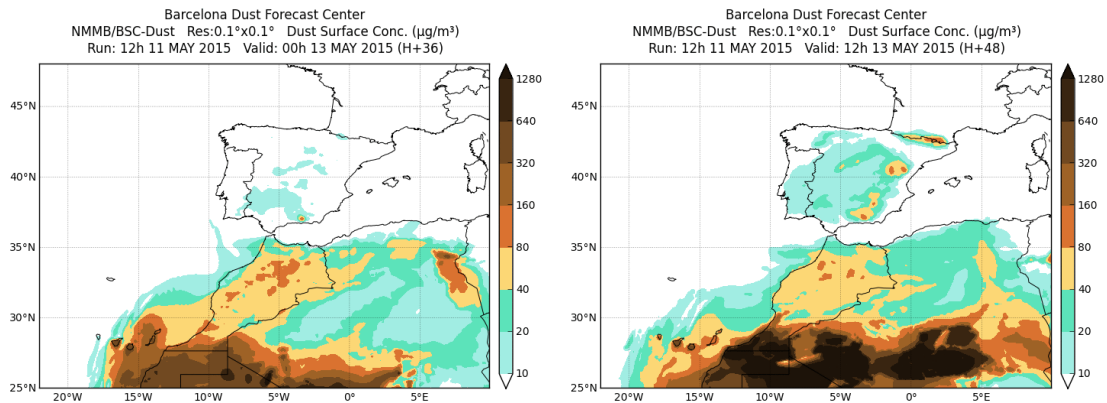 Barcelona Dust Forecast Center
NMMB/BSC-Dust Res:0.1°x0.1° Dust Surface Conc. (µg/m³)
Run: 12h 11 MAY 2015 Valid: 00h 13 MAY 2015 (H+36)
45°N
40°N
35°N
30°N
25°N
20°W
15°W
10°W
5°W
0°
5°E
1280
640
320
160
80
40
20
10
Barcelona Dust Forecast Center
NMMB/BSC-Dust Res:0.1°x0.1° Dust Surface Conc. (µg/m³)
Run: 12h 11 MAY 2015 Valid: 12h 13 MAY 2015 (H+48)
45°N
40°N
35°N
30°N
25°N
20°W
15°W
10°W
5°W
0°
5°E
1280
640
320
160
80
40
20
10